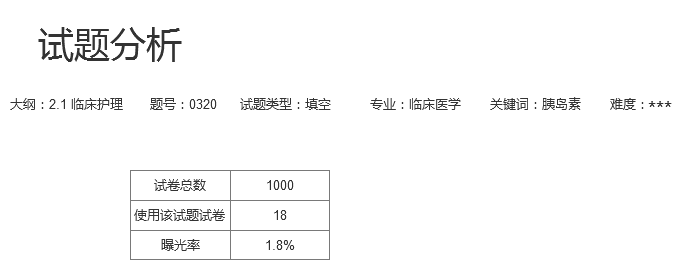 试题分析
大纲：2.1 临床护理 题号：0320 试题类型：填空 专业：临床医学 关键词：胰岛素 难度：***
试卷总数 1000
使用该试题试卷 18
曝光率 1.8%